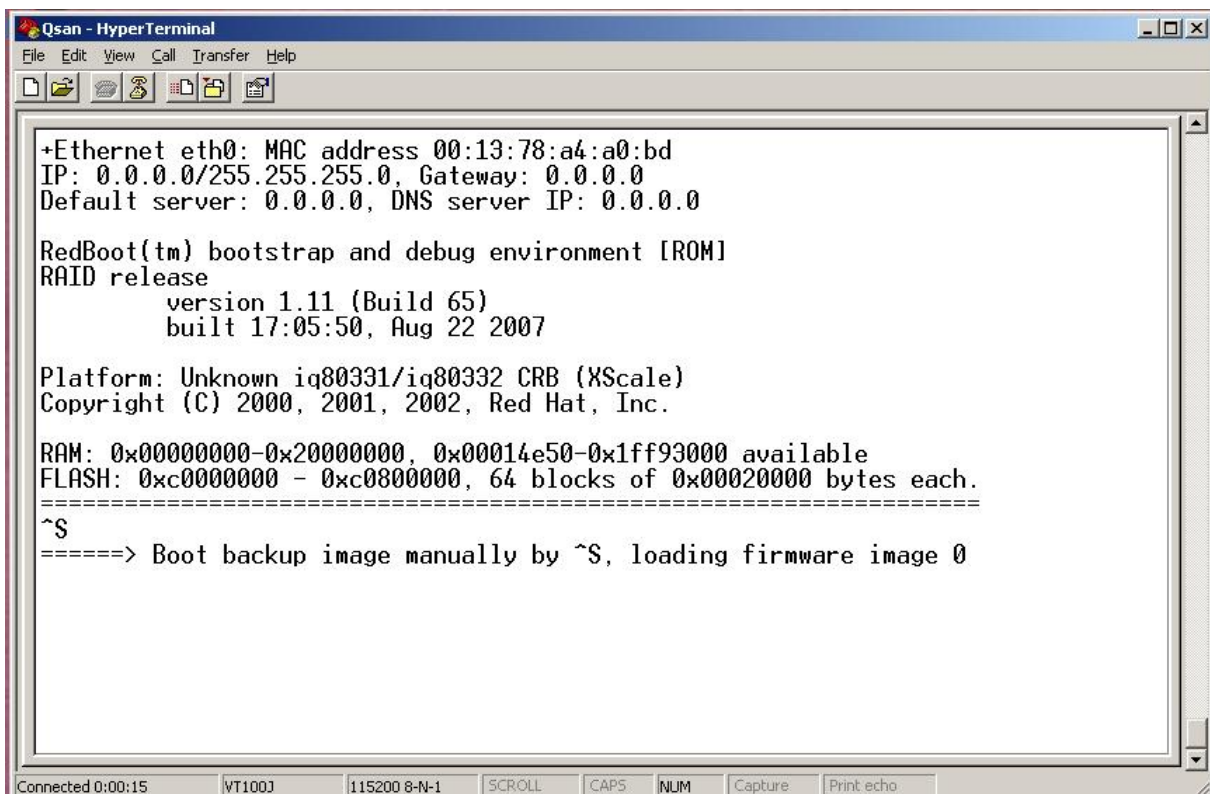 Qsan - HyperTerminal
File Edit View Call Transfer Help
+Ethernet eth0: MAC address 00:13:78:a4:a0:bd
IP: 0.0.0.0/255.255.255.0, Gateway: 0.0.0.0
Default server: 0.0.0.0, DNS server IP: 0.0.0.0
RedBoot(tm) bootstrap and debug environment [ROM]
RAID release
version 1.11 (Build 65)
built 17:05:50, Aug 22 2007
Platform: Unknown iq80331/iq80332 CRB (XScale)
Copyright (C) 2000, 2001, 2002, Red Hat, Inc.
RAM: 0x00000000-0x20000000, 0x00014e50-0x1ff93000 available
FLASH: 0xc0000000 - 0xc0800000, 64 blocks of 0x00020000 bytes each.
===================================================================
^S
======> Boot backup image manually by ^S, loading firmware image 0
Connected 0:00:15 VT100J 115200 8-N-1 SCROLL CAPS NUM Capture Print echo